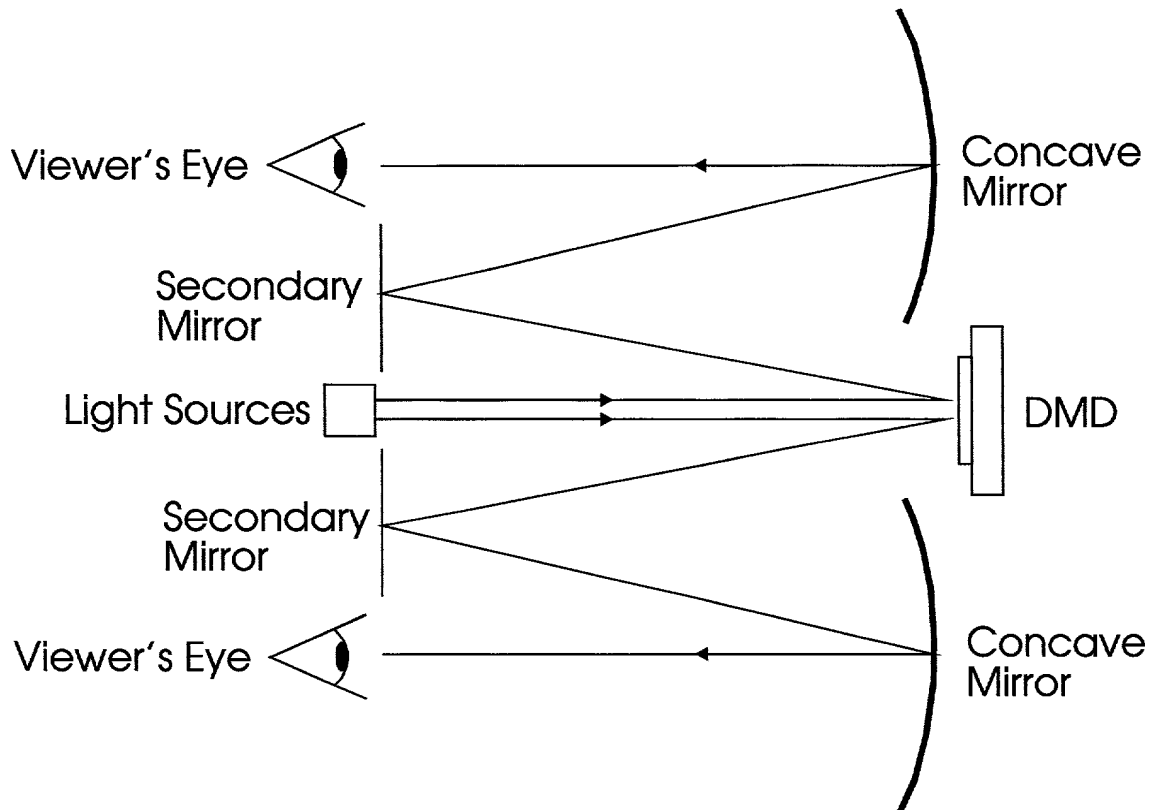 Viewer's Eye
Concave
Mirror
Secondary
Mirror
Light Sources
DMD
Secondary
Mirror
Viewer's Eye
Concave
Mirror